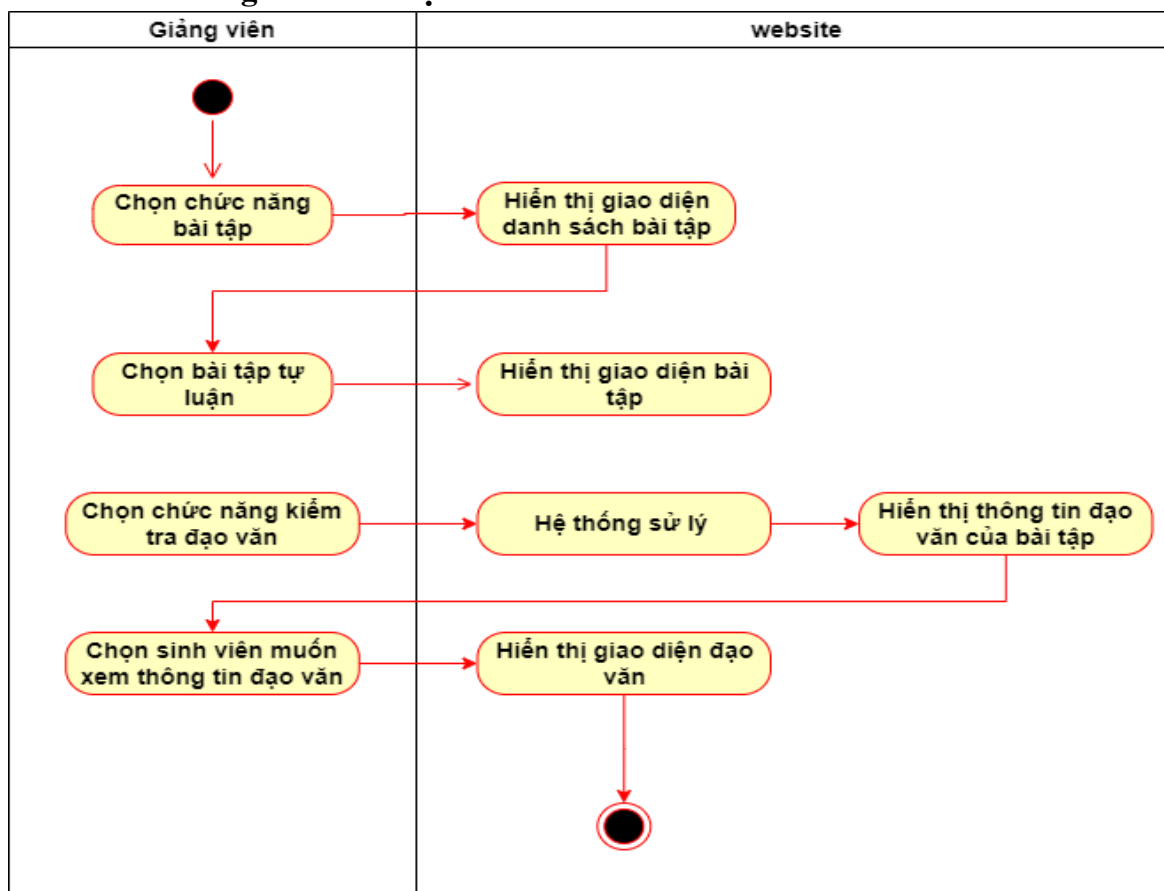 Giảng viên
website
Chọn chức năng
bài tập
Hiển thị giao diện
danh sách bài tập
Chọn bài tập tự
luận
Hiển thị giao diện bài
tập
Chọn chức năng kiểm
tra đạo văn
Hệ thống sử lý
Hiển thị thông tin đạo
văn của bài tập
Chọn sinh viên muốn
xem thông tin đạo văn
Hiển thị giao diện đạo
văn